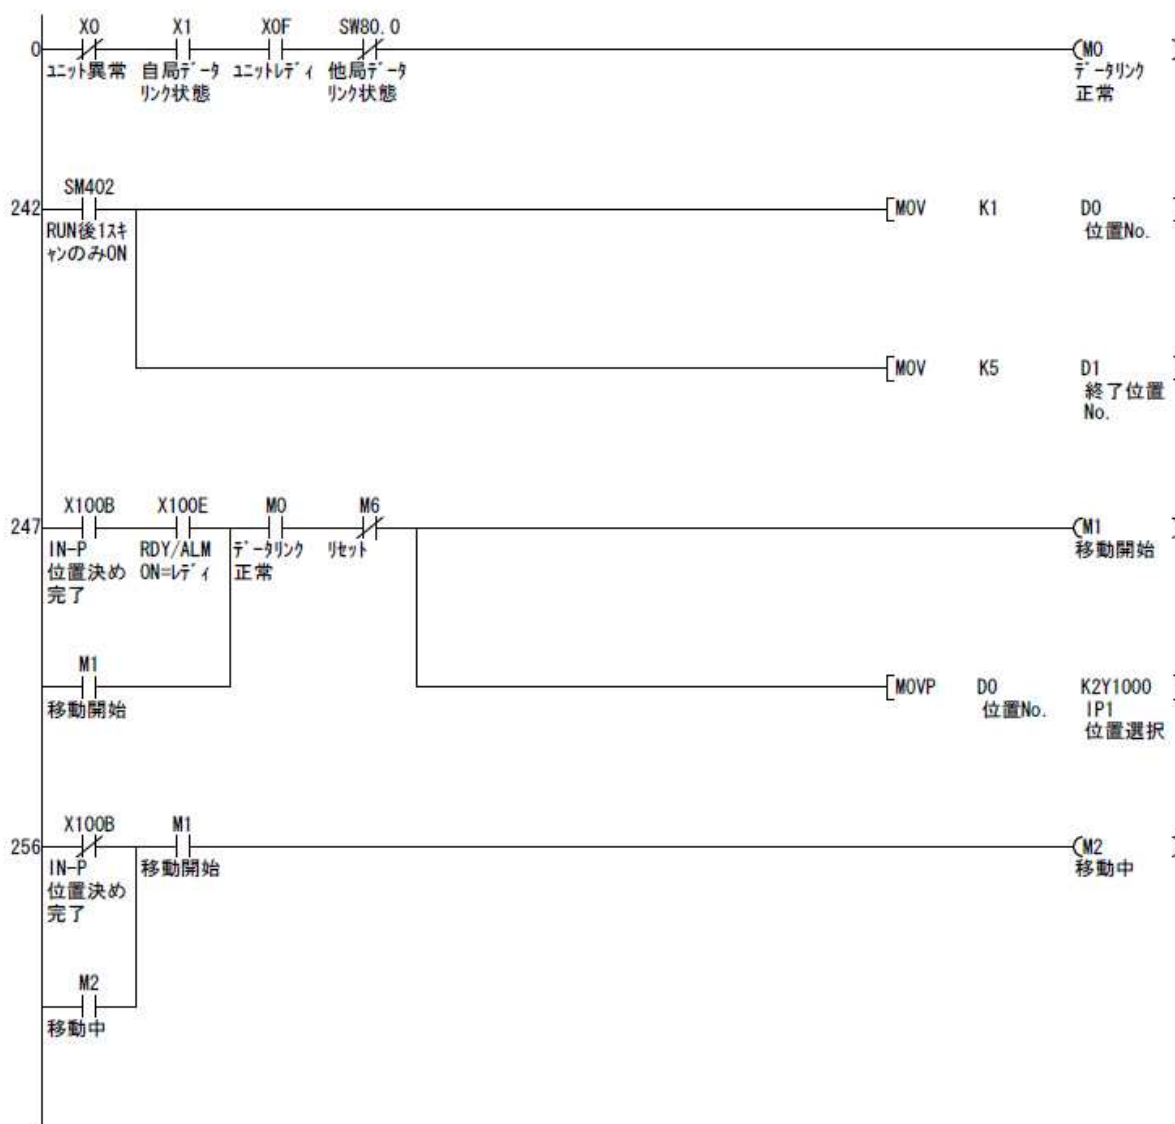 X0 X1 X0F SW80.0
0 (M0 ]
ﾕﾆｯﾄ異常 自局ﾃﾞｰﾀ ﾕﾆｯﾄﾚﾃﾞｨ 他局ﾃﾞｰﾀ ﾃﾞｰﾀﾘﾝｸ
ﾘﾝｸ状態 ﾘﾝｸ状態 正常
SM402
242 [MOV K1 D0 ]
RUN後1ｽｷ 位置No.
ｬﾝのみON
[MOV K5 D1 ]
終了位置
No.
X100B X100E M0 M6
247 (M1 ]
IN-P RDY/ALM ﾃﾞｰﾀﾘﾝｸ ﾘｾｯﾄ 移動開始
位置決め ON=ﾚﾃﾞｨ 正常
完了
M1
[MOVP D0 K2Y1000 ]
移動開始 位置No. IP1
位置選択
X100B M1
256 (M2 ]
IN-P 移動開始 移動中
位置決め
完了
M2
移動中